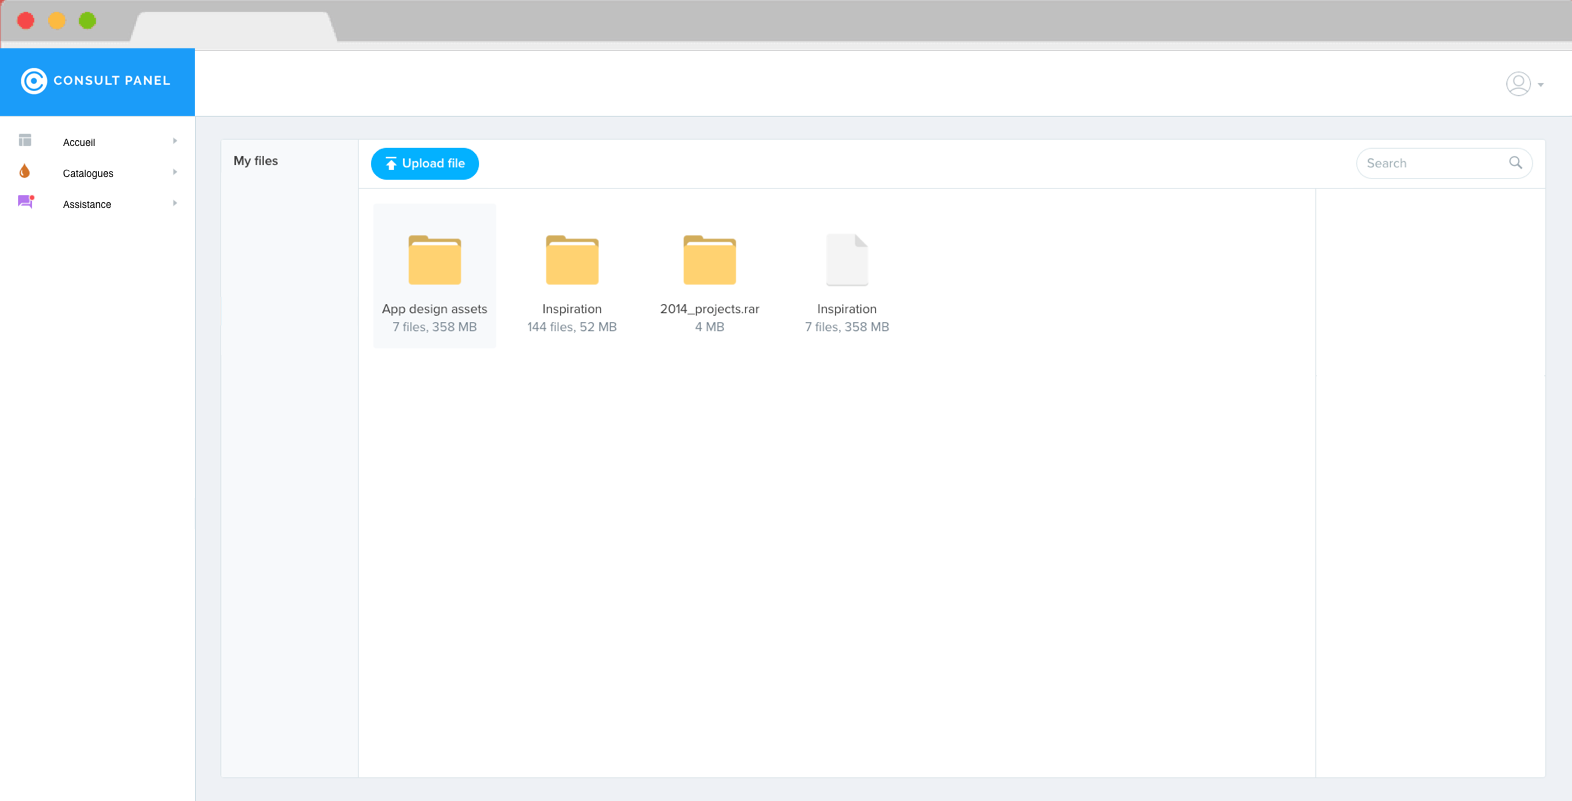 CONSULT PANEL
Accueil
Catalogues
Assistance
My files
Upload file
Search
App design assets
7 files, 358 MB
Inspiration
144 files, 52 MB
2014_projects.rar
4 MB
Inspiration
7 files, 358 MB